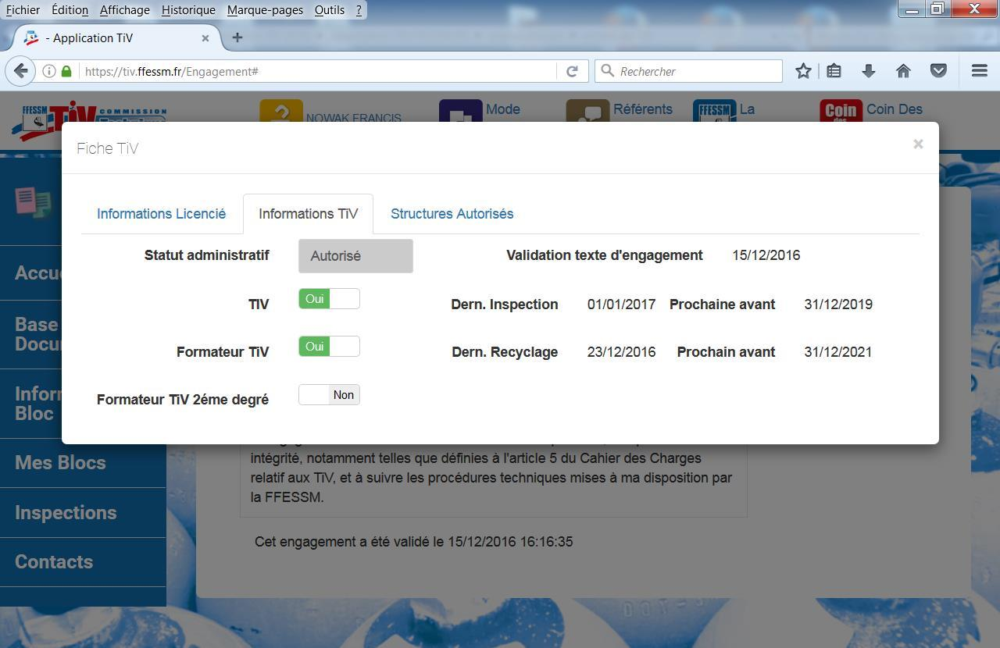 Fichier Édition Affichage Historique Marque-pages Outils ?
- Application TiV × +
https://tiv.ffessm.fr/Engagement# Rechercher
FFESSM TiV COMMISSION
NOWAK FRANCIS Mode Référents FFESSM La Coin des Coin Des
Fiche TiV ×
Informations Licencié Informations TiV Structures Autorisés
Statut administratif Autorisé Validation texte d'engagement 15/12/2016
TIV Oui Dern. Inspection 01/01/2017 Prochaine avant 31/12/2019
Formateur TiV Oui Dern. Recyclage 23/12/2016 Prochain avant 31/12/2021
Formateur TiV 2éme degré Non
Accu
Base
Docu
Infor
Bloc
Mes Blocs
Inspections
Contacts
intégrité, notamment telles que définies à l'article 5 du Cahier des Charges
relatif aux TiV, et à suivre les procédures techniques mises à ma disposition par
la FFESSM.
Cet engagement a été validé le 15/12/2016 16:16:35